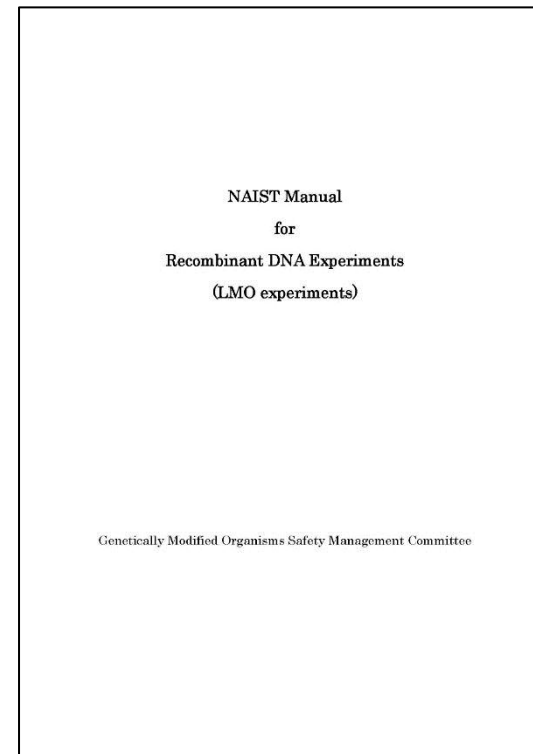 NAIST Manual
for
Recombinant DNA Experiments
(LMO experiments)
Genetically Modified Organisms Safety Management Committee